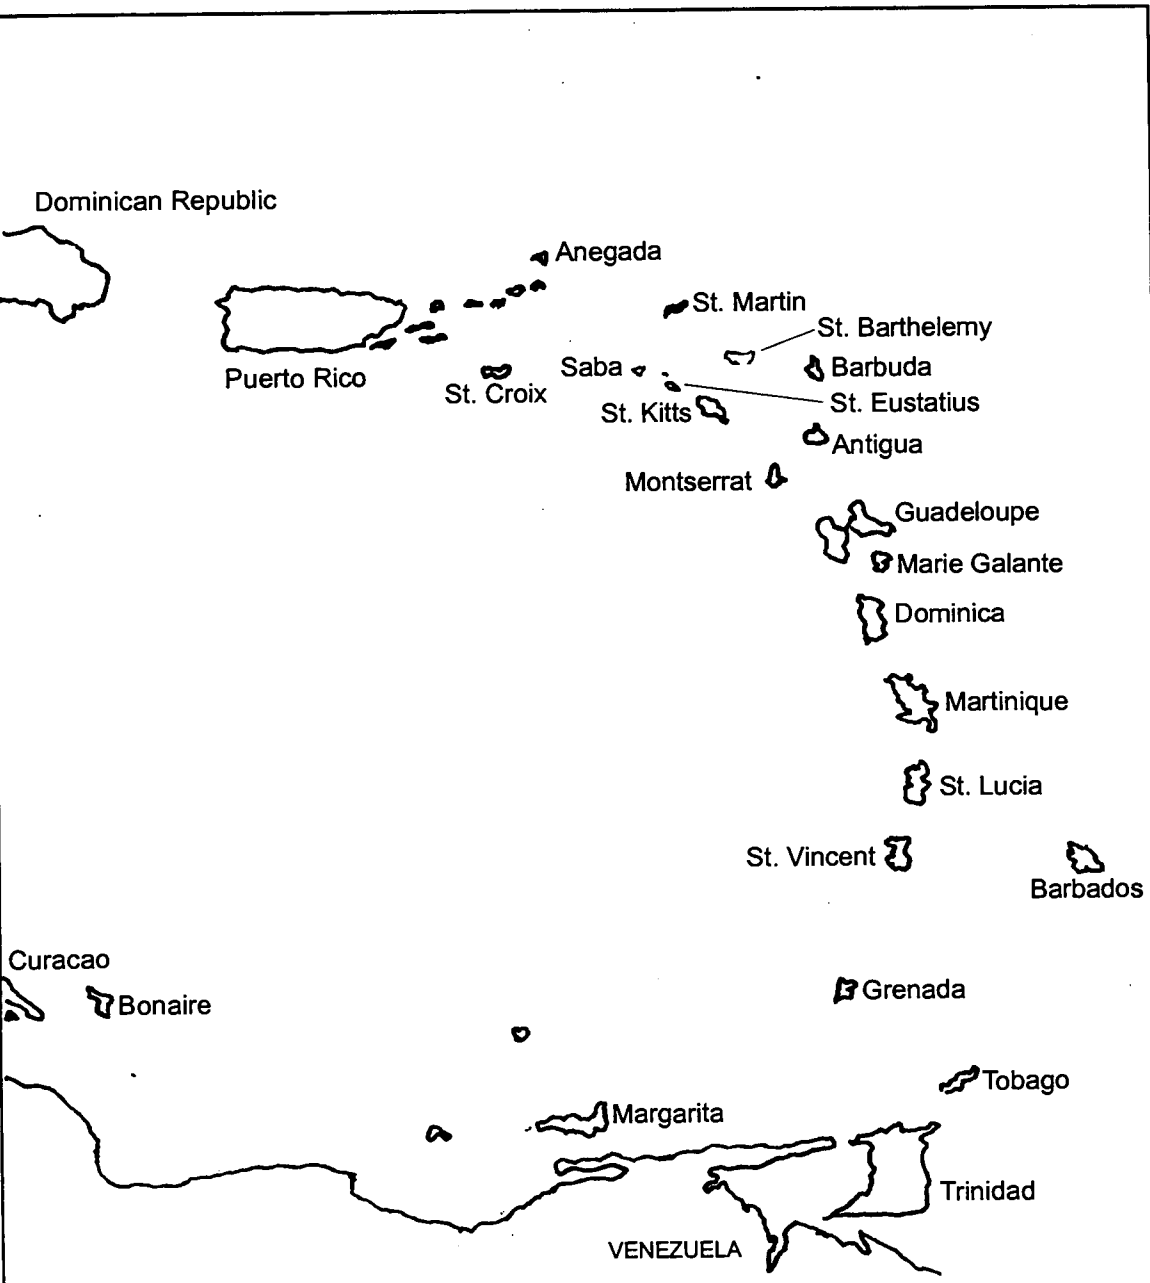 Dominican Republic
Anegada
St. Martin
St. Barthelemy
Puerto Rico
St. Croix
Saba
Barbuda
St. Eustatius
St. Kitts
Antigua
Montserrat
Guadeloupe
Marie Galante
Dominica
Martinique
St. Lucia
St. Vincent
Barbados
Curacao
Bonaire
Grenada
Tobago
Margarita
Trinidad
VENEZUELA